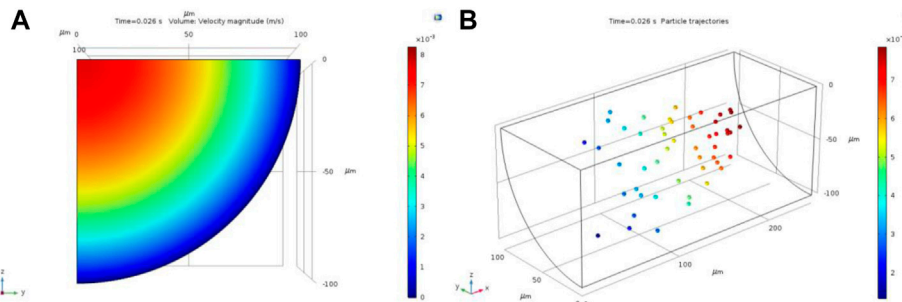 A
B
Time=0.026 s Volume: Velocity magnitude (m/s)
Time=0.026 s Particle trajectories
µm
µm 0 50 100
100
×10⁻³
0
-50 µm
-100
8
7
6
5
4
3
2
1
0
z
y
0
-50 µm
-100
200
100 µm
100
50
µm
7
6
5
4
3
2
z
y x